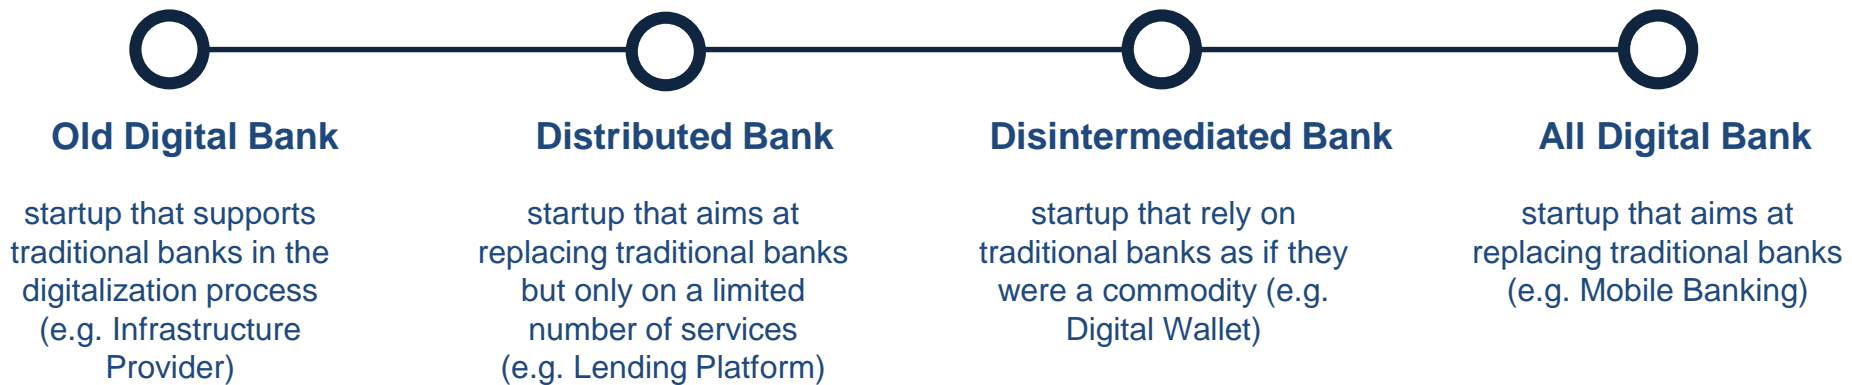 Old Digital Bank
startup that supports
traditional banks in the
digitalization process
(e.g. Infrastructure
Provider)
Distributed Bank
startup that aims at
replacing traditional banks
but only on a limited
number of services
(e.g. Lending Platform)
Disintermediated Bank
startup that rely on
traditional banks as if they
were a commodity (e.g.
Digital Wallet)
All Digital Bank
startup that aims at
replacing traditional banks
(e.g. Mobile Banking)